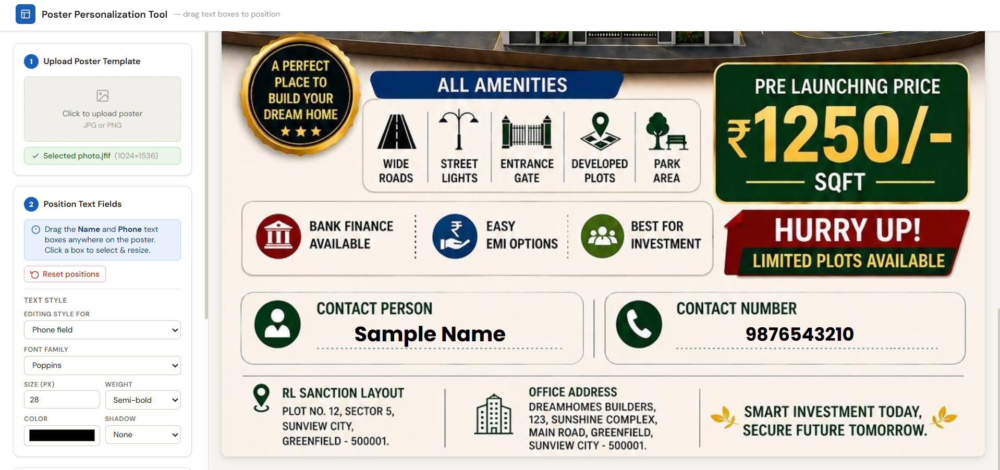 Poster Personalization Tool — drag text boxes to position
1 Upload Poster Template
Click to upload poster
JPG or PNG
Selected photo.jfif (1024×1536)
2 Position Text Fields
Drag the Name and Phone text
boxes anywhere on the poster.
Click a box to select & resize.
Reset positions
TEXT STYLE
EDITING STYLE FOR
Phone field
FONT FAMILY
Poppins
SIZE (PX) WEIGHT
28 Semi-bold
COLOR SHADOW
None
A PERFECT
PLACE TO
BUILD YOUR
DREAM HOME
ALL AMENITIES
WIDE
ROADS
STREET
LIGHTS
ENTRANCE
GATE
DEVELOPED
PLOTS
PARK
AREA
PRE LAUNCHING PRICE
₹1250/-
SQFT
BANK FINANCE
AVAILABLE
₹
EASY
EMI OPTIONS
BEST FOR
INVESTMENT
HURRY UP!
LIMITED PLOTS AVAILABLE
CONTACT PERSON
Sample Name
CONTACT NUMBER
9876543210
RL SANCTION LAYOUT
PLOT NO. 12, SECTOR 5,
SUNVIEW CITY,
GREENFIELD - 500001.
OFFICE ADDRESS
DREAMHOMES BUILDERS,
123, SUNSHINE COMPLEX,
MAIN ROAD, GREENFIELD,
SUNVIEW CITY - 500001.
SMART INVESTMENT TODAY,
SECURE FUTURE TOMORROW.